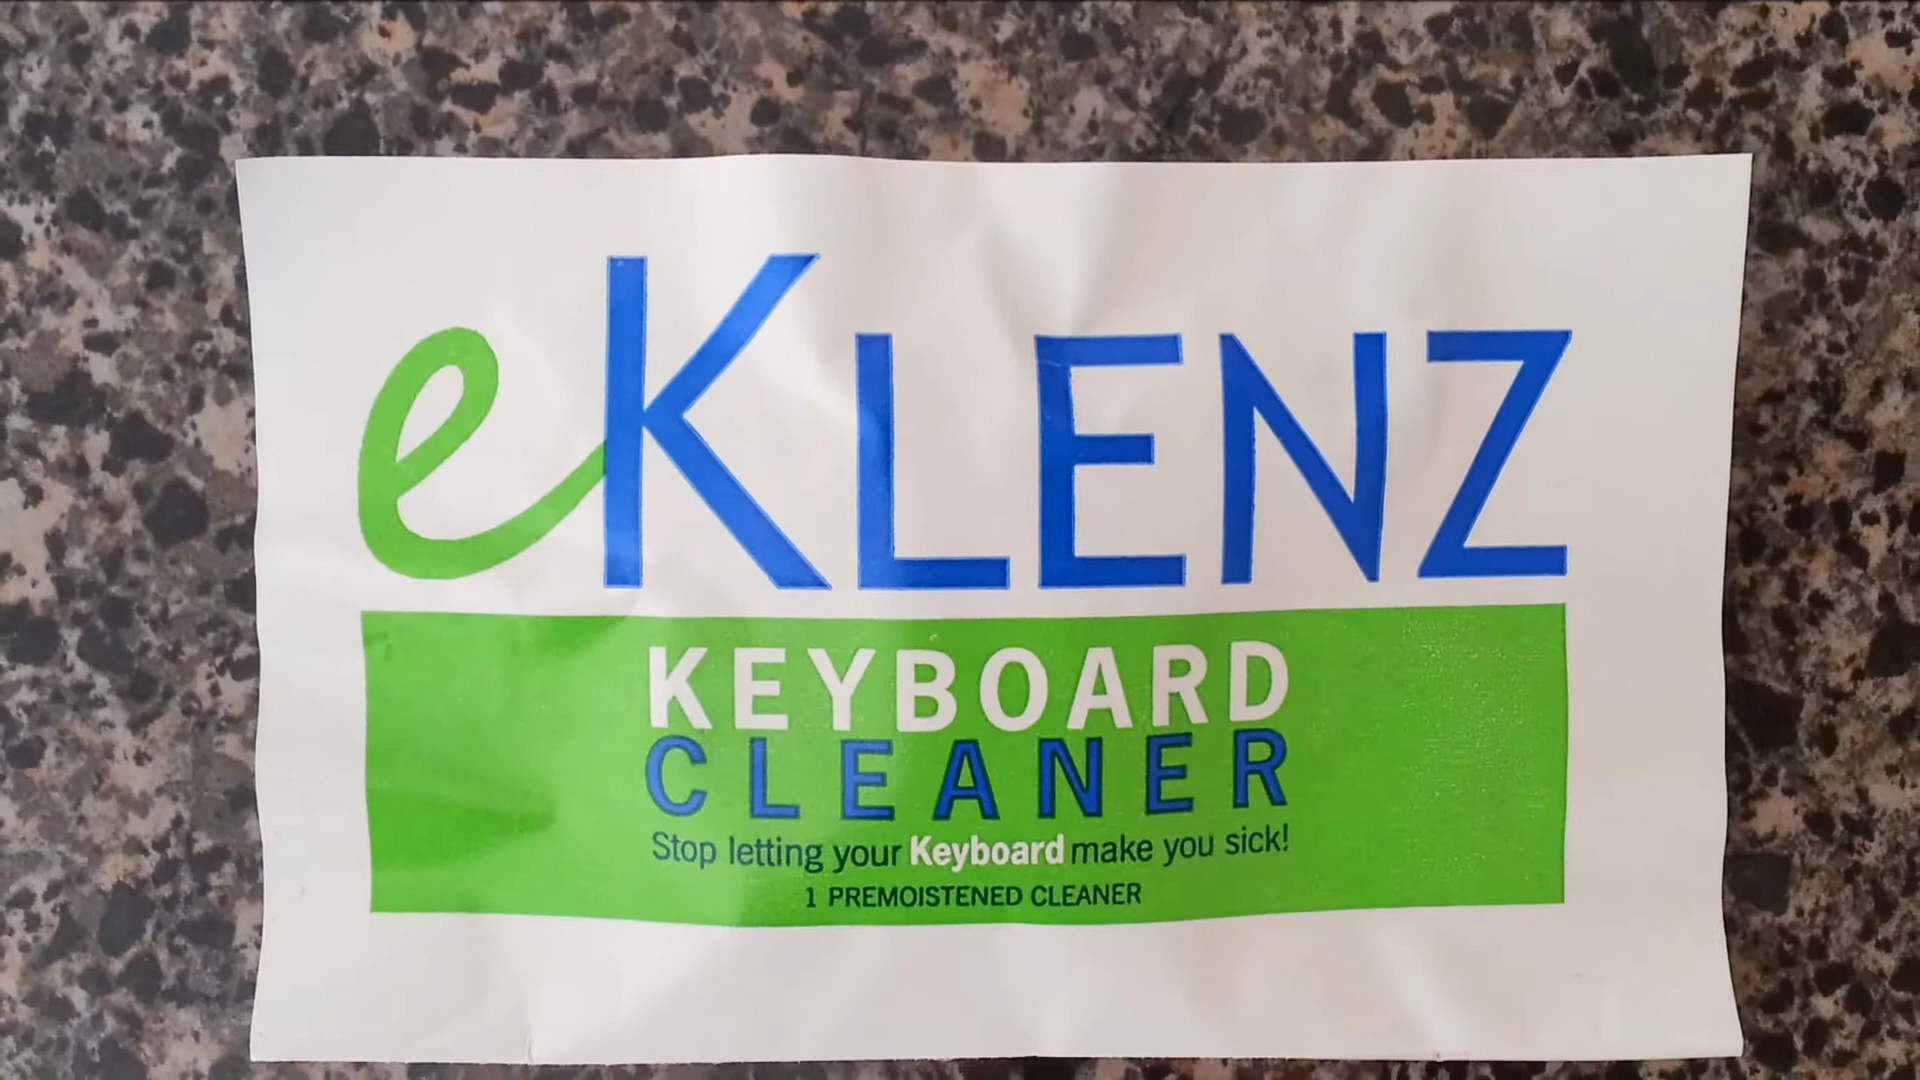 eKLENZ
KEYBOARD
CLEANER
Stop letting your Keyboard make you sick!
1 PREMOISTENED CLEANER